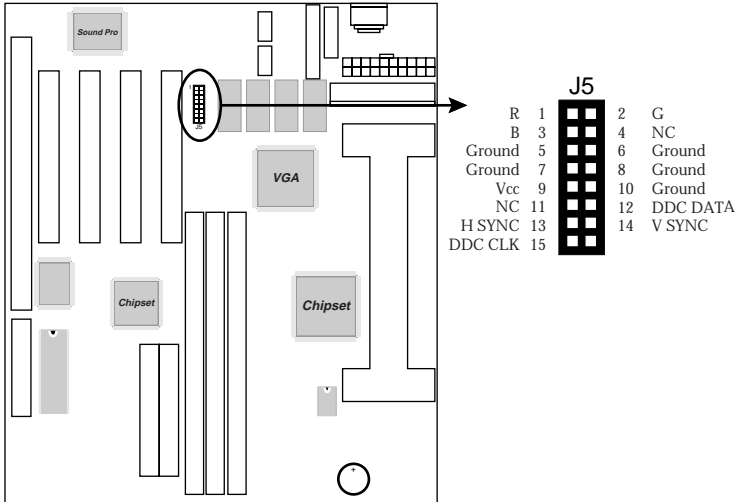 Sound Pro
1
J5
VGA
Chipset
Chipset
+
J5
R 1 2 G
B 3 4 NC
Ground 5 6 Ground
Ground 7 8 Ground
Vcc 9 10 Ground
NC 11 12 DDC DATA
H SYNC 13 14 V SYNC
DDC CLK 15